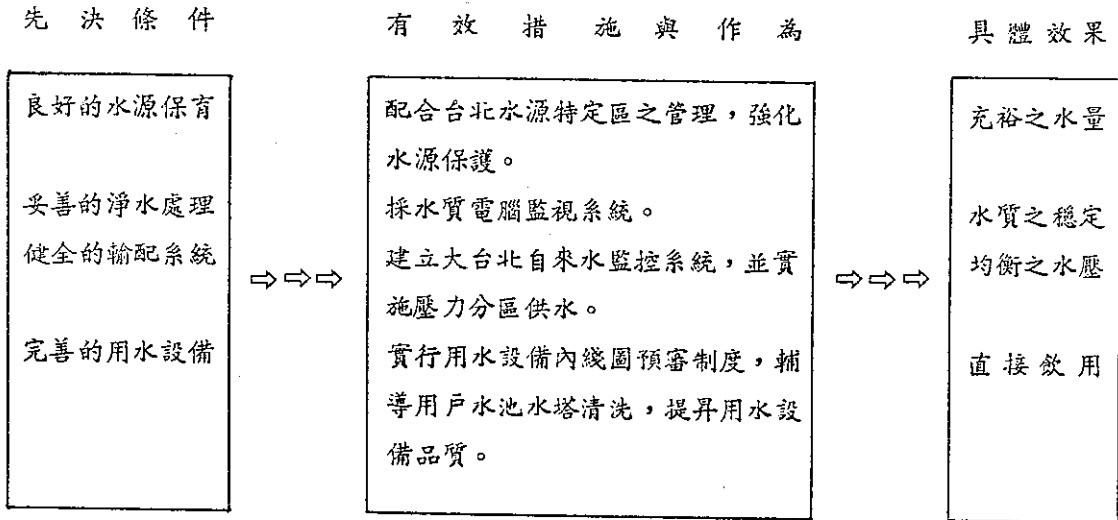 先決條件
有效措施與作為
具體效果
良好的水源保育
妥善的淨水處理
健全的輸配系統
完善的用水設備
⇨⇨⇨
配合台北水源特定區之管理，強化
水源保護。
採水質電腦監視系統。
建立大台北自來水監控系統，並實
施壓力分區供水。
實行用水設備內綫圖預審制度，輔
導用戶水池水塔清洗，提昇用水設
備品質。
⇨⇨⇨
充裕之水量
水質之穩定
均衡之水壓
直接飲用